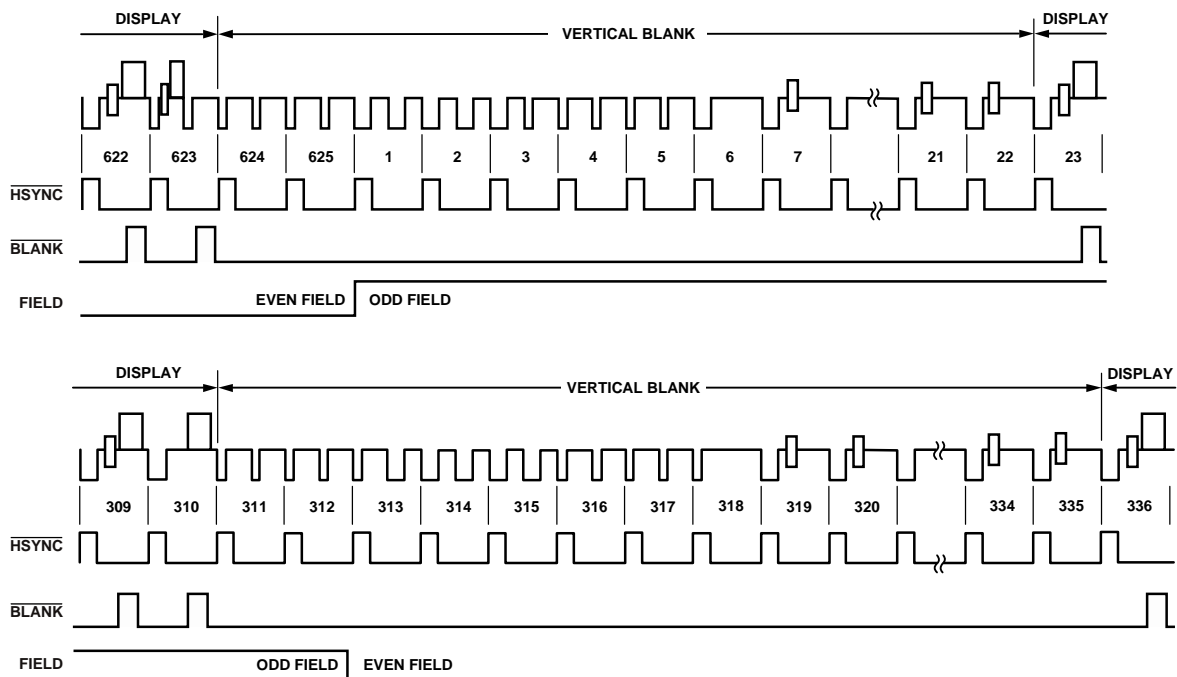 DISPLAY VERTICAL BLANK DISPLAY
622 623 624 625 1 2 3 4 5 6 7 21 22 23
HSYNC
BLANK
FIELD EVEN FIELD ODD FIELD
DISPLAY VERTICAL BLANK DISPLAY
309 310 311 312 313 314 315 316 317 318 319 320 334 335 336
HSYNC
BLANK
FIELD ODD FIELD EVEN FIELD